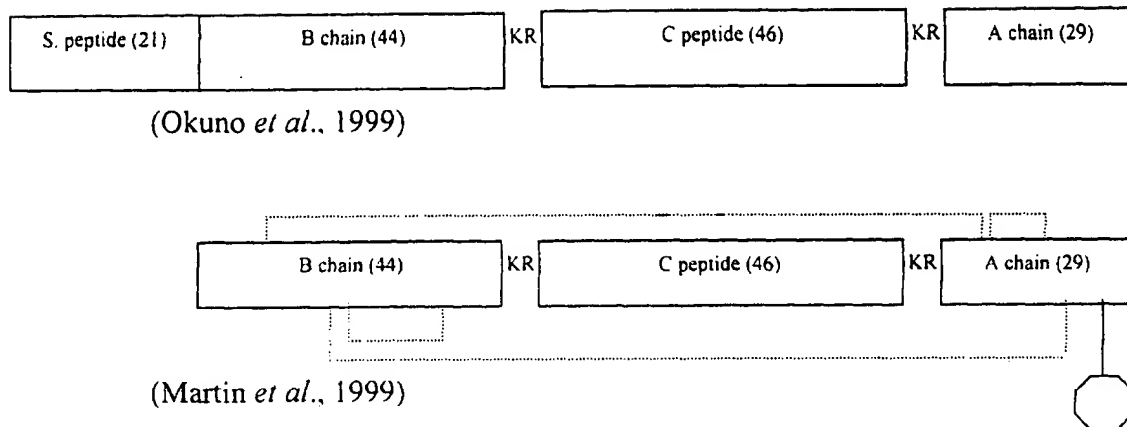 S. peptide (21) B chain (44) KR C peptide (46) KR A chain (29)
(Okuno et al., 1999)
B chain (44) KR C peptide (46) KR A chain (29)
(Martin et al., 1999)